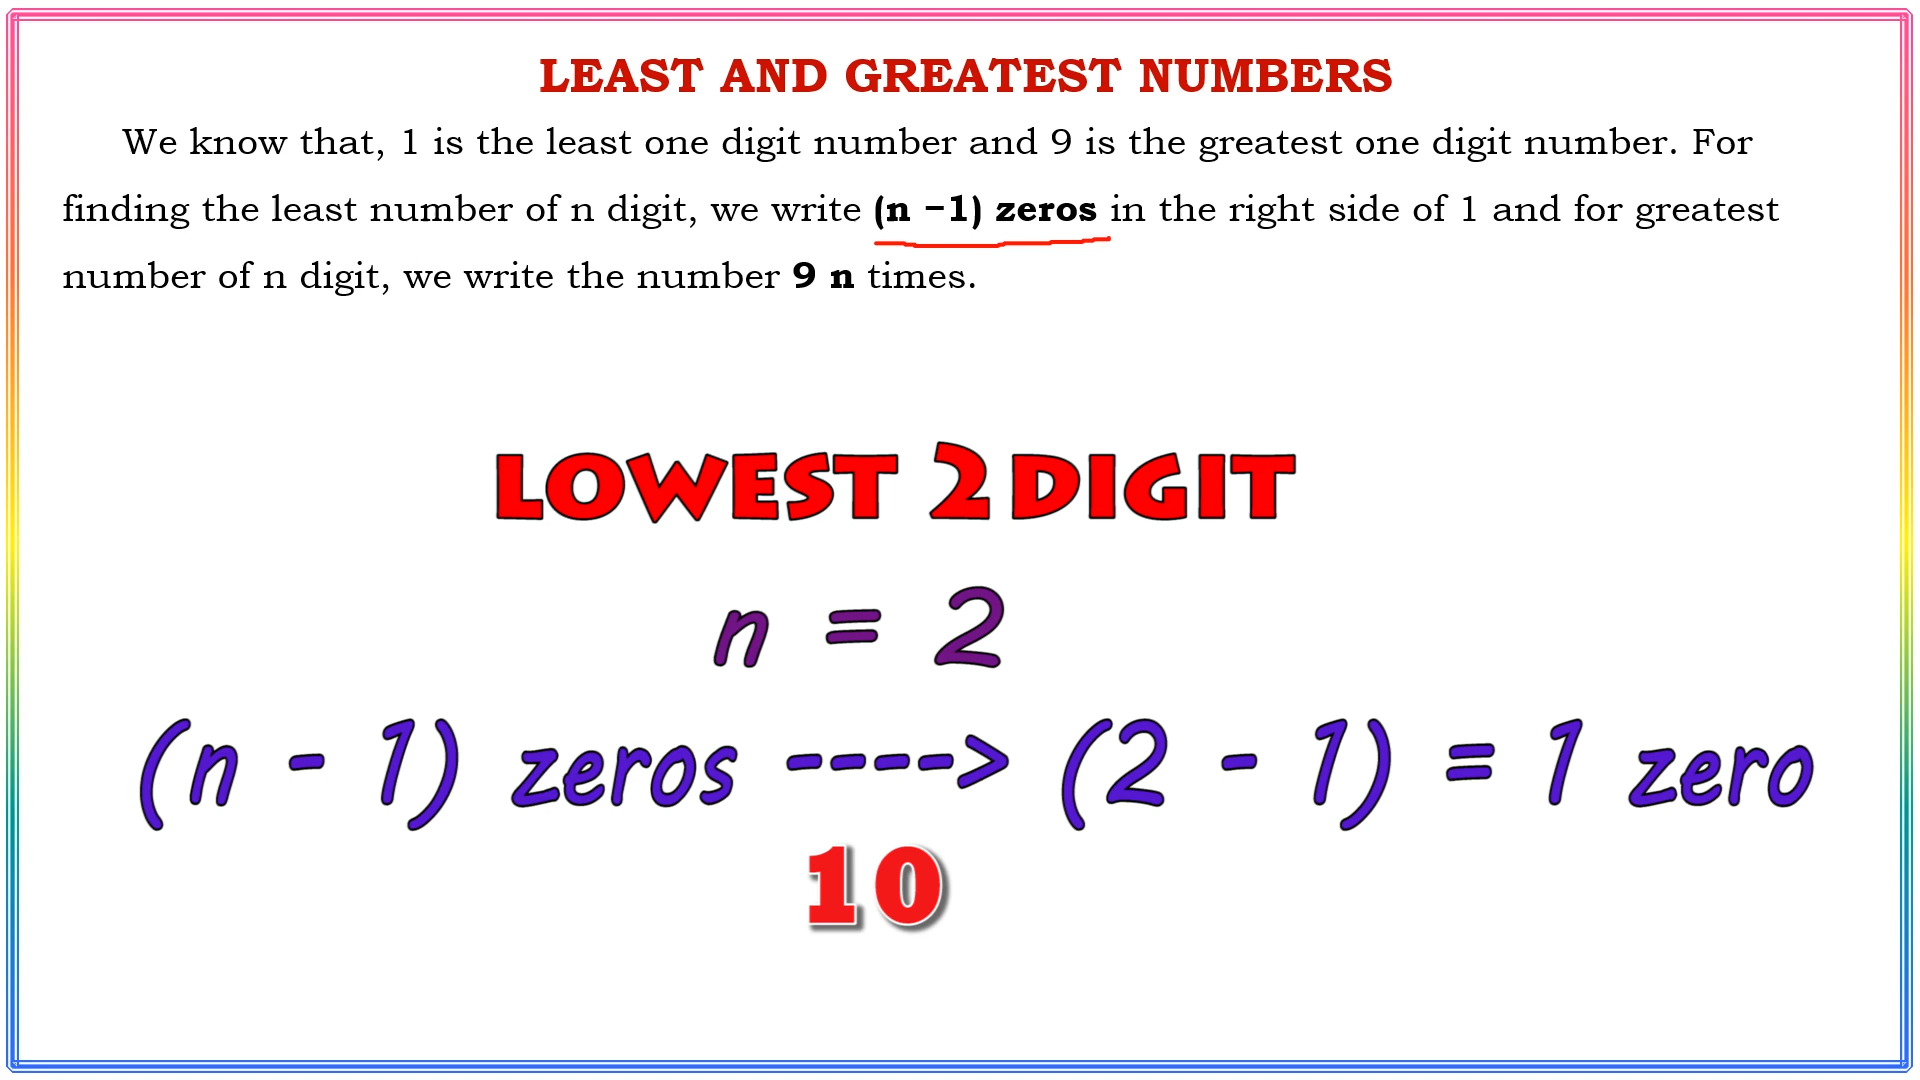 LEAST AND GREATEST NUMBERS
We know that, 1 is the least one digit number and 9 is the greatest one digit number. For
finding the least number of n digit, we write (n −1) zeros in the right side of 1 and for greatest
number of n digit, we write the number 9 n times.
LOWEST 2 DIGIT
n = 2
(n - 1) zeros ----> (2 - 1) = 1 zero
10